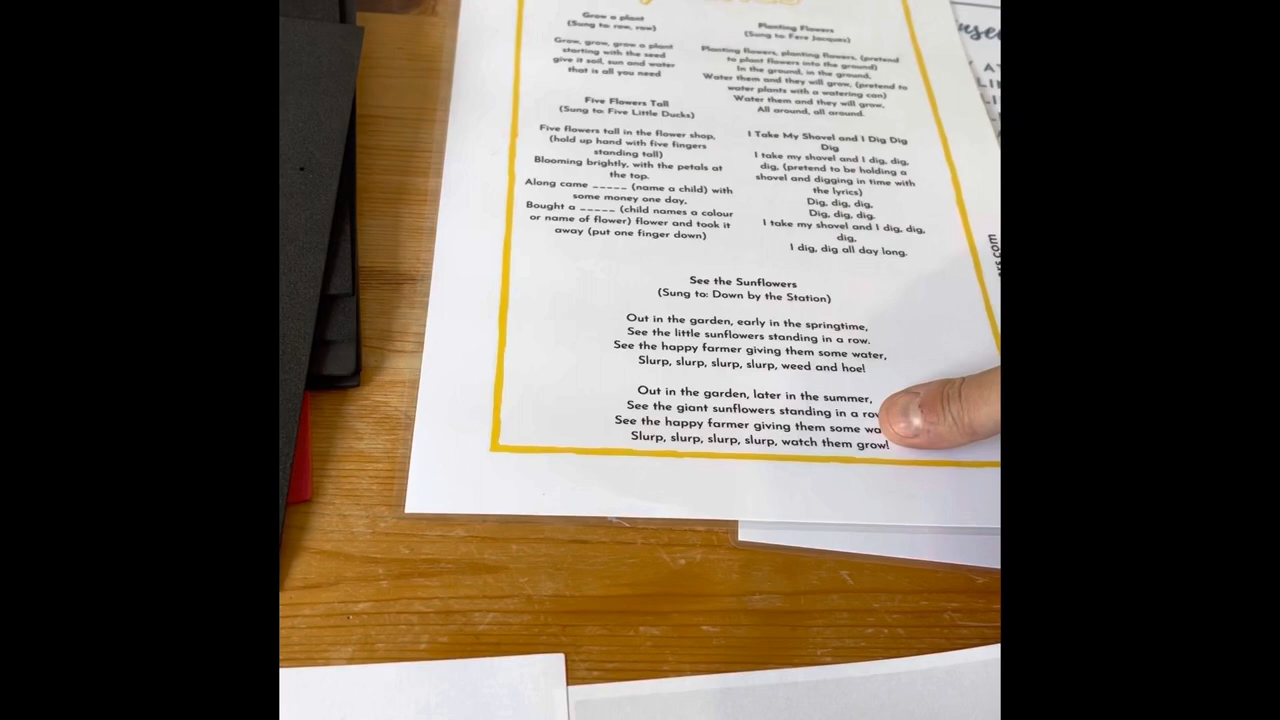 Grow a plant
(Sung to: row, row)
Grow, grow, grow a plant
starting with the seed
give it soil, sun and water
that is all you need
Five Flowers Tall
(Sung to: Five Little Ducks)
Five flowers tall in the flower shop,
(hold up hand with five fingers
standing tall)
Blooming brightly, with the petals at
the top.
Along came _____ (name a child) with
some money one day,
Bought a _____ (child names a colour
or name of flower) flower and took it
away (put one finger down)
Planting Flowers
(Sung to: Fere Jacques)
Planting flowers, planting flowers, (pretend
to plant flowers into the ground)
In the ground, in the ground,
Water them and they will grow, (pretend to
water plants with a watering can)
Water them and they will grow,
All around, all around.
I Take My Shovel and I Dig Dig
Dig
I take my shovel and I dig, dig,
dig, (pretend to be holding a
shovel and digging in time with
the lyrics)
Dig, dig, dig,
Dig, dig, dig.
I take my shovel and I dig, dig,
dig,
I dig, dig all day long.
See the Sunflowers
(Sung to: Down by the Station)
Out in the garden, early in the springtime,
See the little sunflowers standing in a row.
See the happy farmer giving them some water,
Slurp, slurp, slurp, slurp, weed and hoe!
Out in the garden, later in the summer,
See the giant sunflowers standing in a row
See the happy farmer giving them some wa
Slurp, slurp, slurp, slurp, watch them grow!